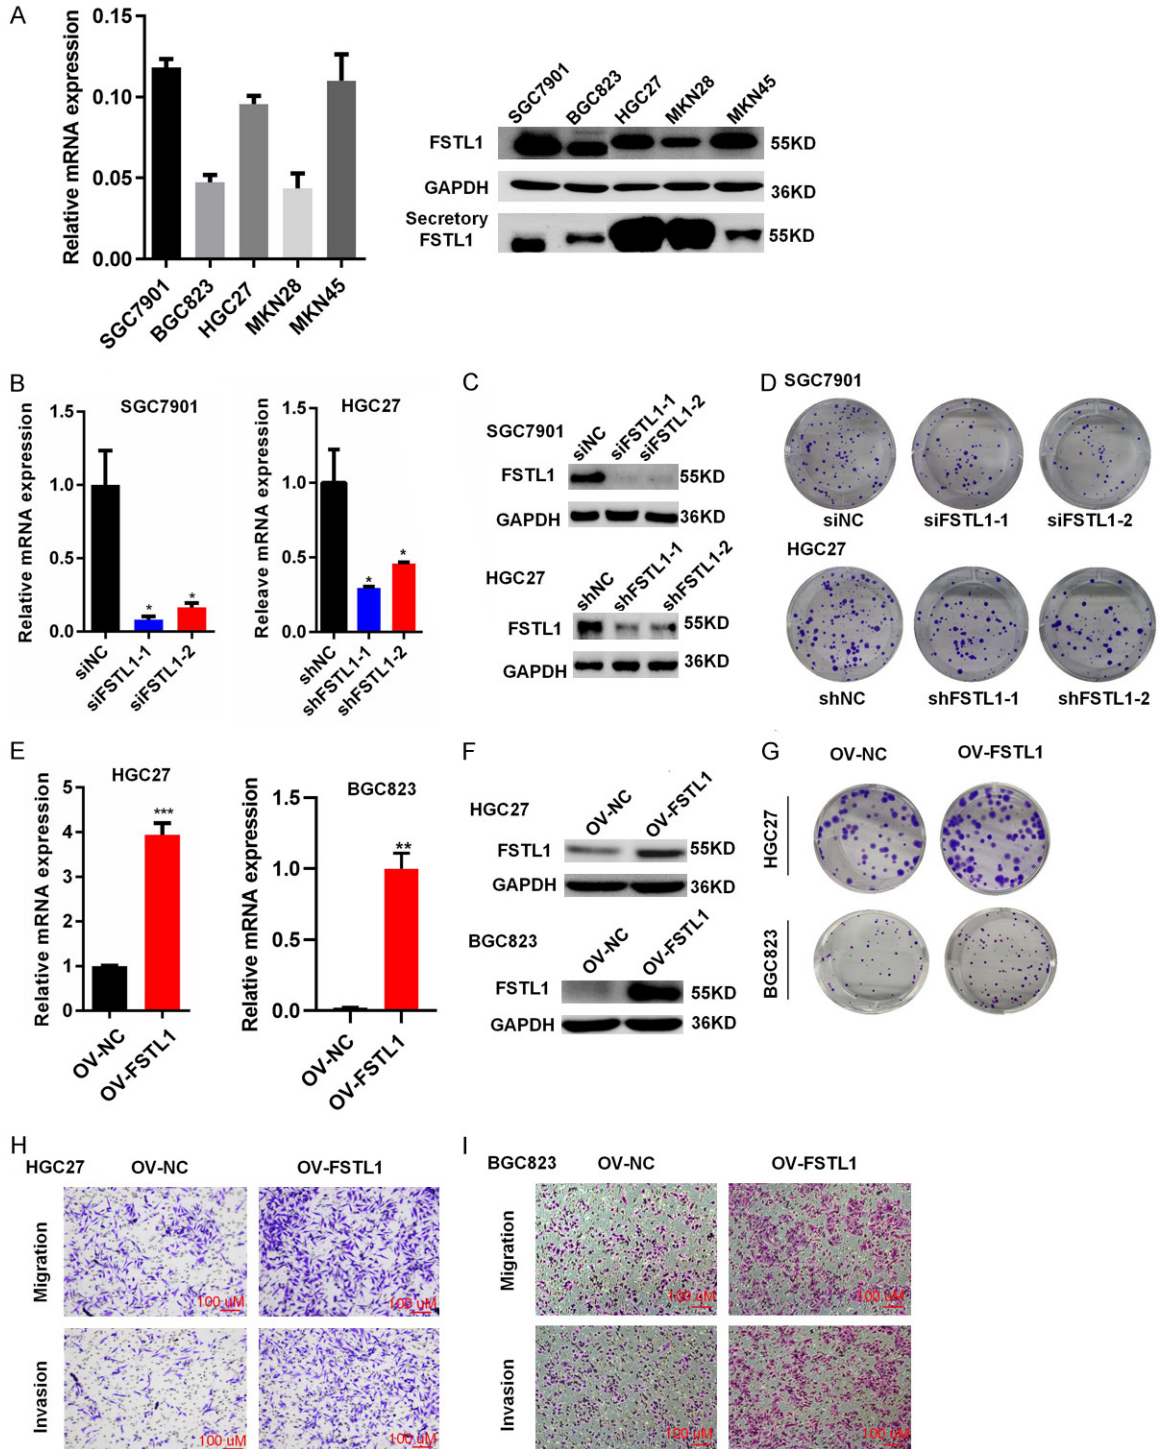 A
Relative mRNA expression
0.15
0.10
0.05
0.00
SGC7901
BGC823
HGC27
MKN28
MKN45
SGC7901
BGC823
HGC27
MKN28
MKN45
FSTL1
55KD
GAPDH
36KD
Secretory
FSTL1
55KD
B
SGC7901
Relative mRNA expression
1.5
1.0
0.5
0.0
*
*
siNC
siFSTL1-1
siFSTL1-2
HGC27
Releave mRNA expression
1.5
1.0
0.5
0.0
*
*
shNC
shFSTL1-1
shFSTL1-2
C
SGC7901
siNC
siFSTL1-1
siFSTL1-2
FSTL1
55KD
GAPDH
36KD
HGC27
shNC
shFSTL1-1
shFSTL1-2
FSTL1
55KD
GAPDH
36KD
D
SGC7901
siNC
siFSTL1-1
siFSTL1-2
HGC27
shNC
shFSTL1-1
shFSTL1-2
E
HGC27
Relative mRNA expression
5
4
3
2
1
0
***
OV-NC
OV-FSTL1
BGC823
Relative mRNA expression
1.5
1.0
0.5
0.0
**
OV-NC
OV-FSTL1
F
HGC27
OV-NC
OV-FSTL1
FSTL1
55KD
GAPDH
36KD
BGC823
OV-NC
OV-FSTL1
FSTL1
55KD
GAPDH
36KD
G
OV-NC
OV-FSTL1
HGC27
BGC823
H
HGC27
OV-NC
OV-FSTL1
Migration
100 uM
100 uM
Invasion
100 uM
100 uM
I
BGC823
OV-NC
OV-FSTL1
Migration
100 uM
100 uM
Invasion
100 uM
100 uM